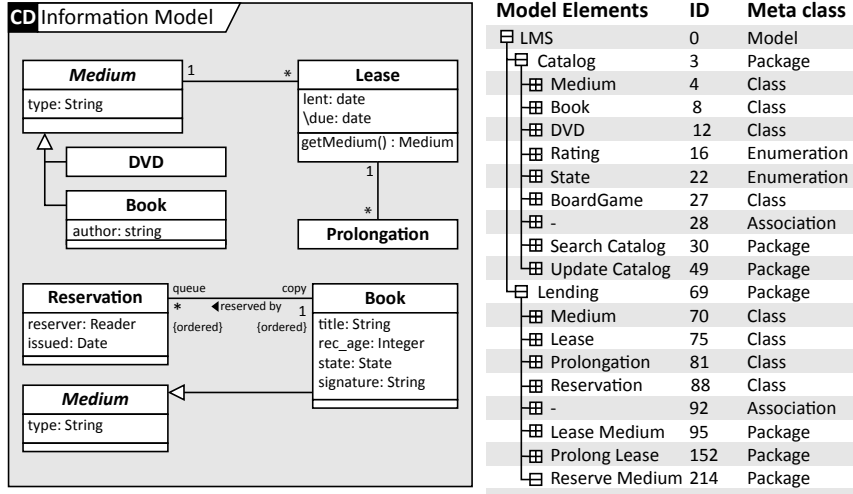 CD Information Model
Medium
type: String
1
*
Lease
lent: date
\due: date
getMedium() : Medium
DVD
Book
author: string
1
*
Prolongation
Reservation
reserver: Reader
issued: Date
queue
copy
*
reserved by
1
{ordered}
{ordered}
Book
title: String
rec_age: Integer
state: State
signature: String
Medium
type: String
Model Elements ID Meta class
LMS 0 Model
Catalog 3 Package
Medium 4 Class
Book 8 Class
DVD 12 Class
Rating 16 Enumeration
State 22 Enumeration
BoardGame 27 Class
- 28 Association
Search Catalog 30 Package
Update Catalog 49 Package
Lending 69 Package
Medium 70 Class
Lease 75 Class
Prolongation 81 Class
Reservation 88 Class
- 92 Association
Lease Medium 95 Package
Prolong Lease 152 Package
Reserve Medium 214 Package